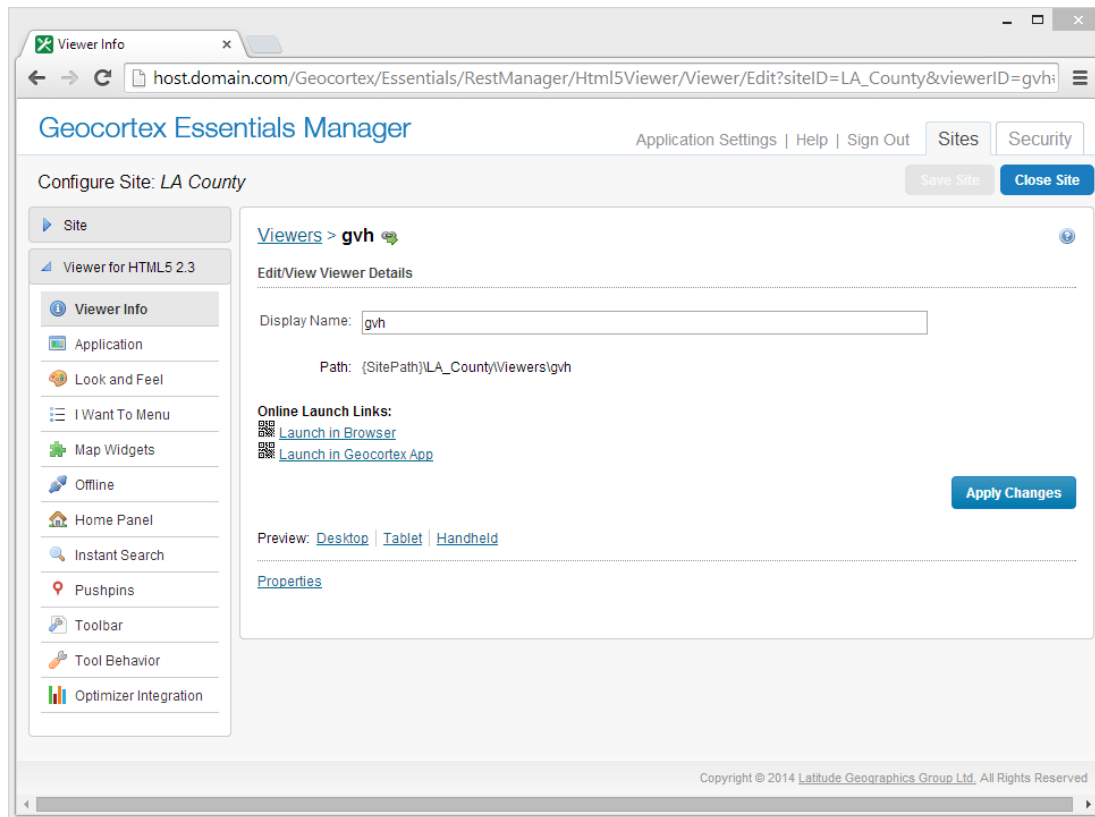 Viewer Info
host.domain.com/Geocortex/Essentials/RestManager/Html5Viewer/Viewer/Edit?siteID=LA_County&viewerID=gvh
Geocortex Essentials Manager
Application Settings | Help | Sign Out
Sites
Security
Configure Site: LA County
Save Site
Close Site
Site
Viewer for HTML5 2.3
Viewer Info
Application
Look and Feel
I Want To Menu
Map Widgets
Offline
Home Panel
Instant Search
Pushpins
Toolbar
Tool Behavior
Optimizer Integration
Viewers > gvh
Edit/View Viewer Details
Display Name: gvh
Path: {SitePath}\LA_County\Viewers\gvh
Online Launch Links:
Launch in Browser
Launch in Geocortex App
Apply Changes
Preview: Desktop | Tablet | Handheld
Properties
Copyright © 2014 Latitude Geographics Group Ltd. All Rights Reserved